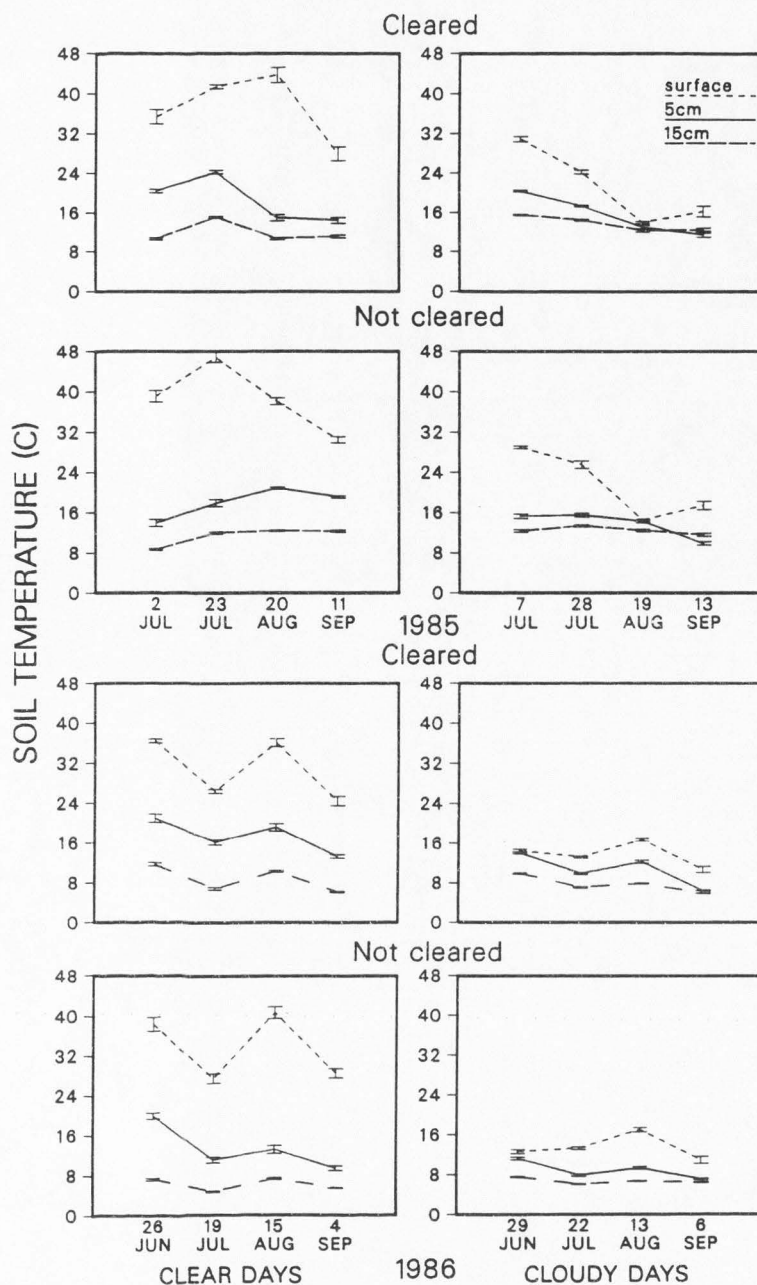 Cleared
48
40
32
24
16
8
0
48
40
32
24
16
8
0
surface
5cm
15cm
Not cleared
48
40
32
24
16
8
0
48
40
32
24
16
8
0
2 JUL
23 JUL
20 AUG
11 SEP
7 JUL
28 JUL
19 AUG
13 SEP
1985
SOIL TEMPERATURE (C)
Cleared
48
40
32
24
16
8
0
48
40
32
24
16
8
0
Not cleared
48
40
32
24
16
8
0
48
40
32
24
16
8
0
26 JUN
19 JUL
15 AUG
4 SEP
29 JUN
22 JUL
13 AUG
6 SEP
CLEAR DAYS
1986
CLOUDY DAYS